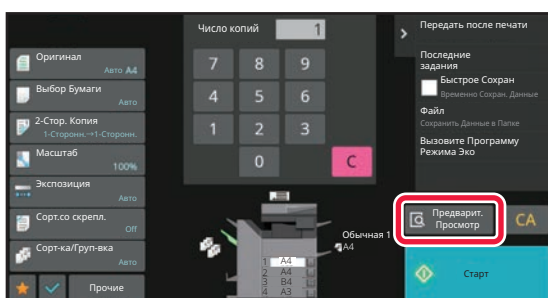 Число копий 1
Оригинал
Авто A4
Выбор Бумаги
Авто
2-Стор. Копия
1-Сторонн.→1-Сторонн.
Масштаб
100%
Экспозиция
Авто
Сорт.со скрепл.
Off
Сорт-ка/Груп-вка
Авто
Прочие
7 8 9
4 5 6
1 2 3
0 C
Обычная 1
A4
1 A4
2 A4
3 B4
4 A3
Передать после печати
Последние
задания
Быстрое Сохран
Временно Сохран. Данные
Файл
Сохранить Данные в Папке
Вызовите Программу
Режима Эко
Предварит.
Просмотр
CA
Старт